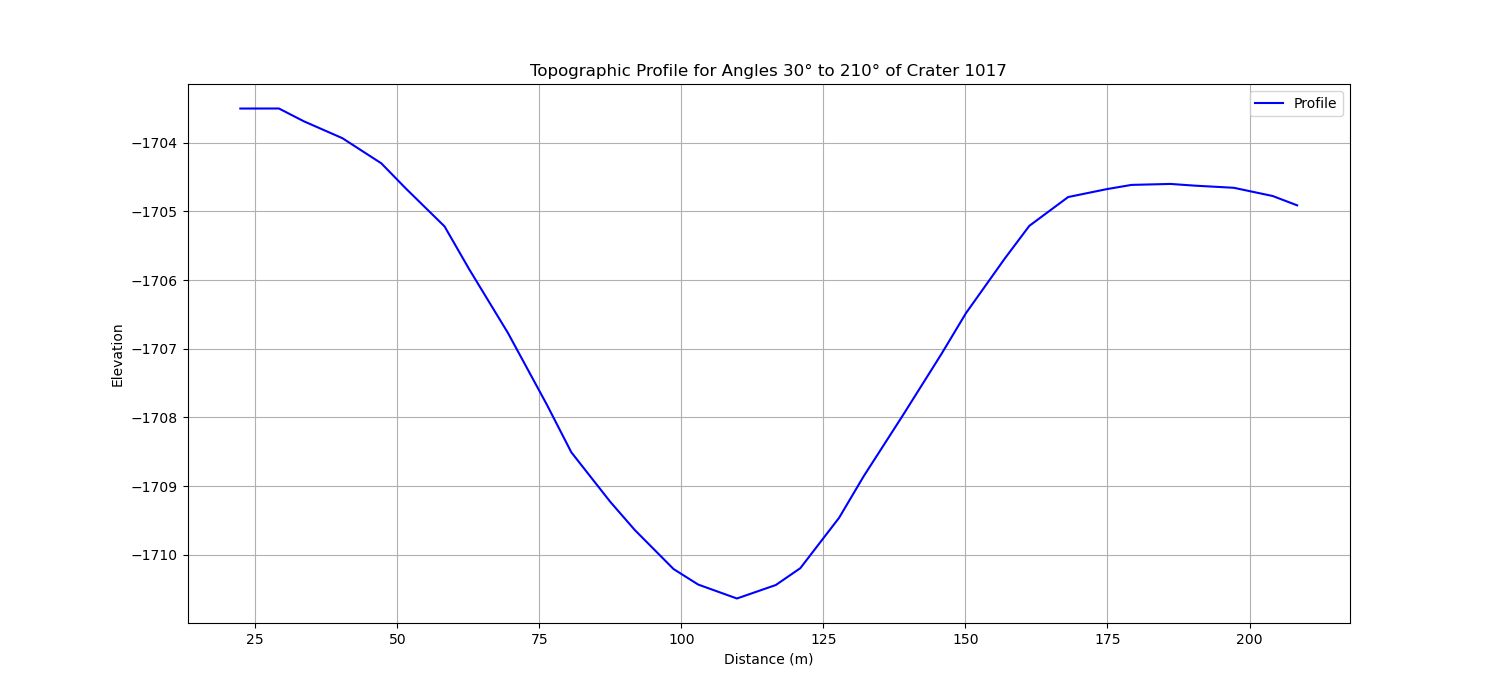 Topographic Profile for Angles 30° to 210° of Crater 1017
Profile
−1704
−1705
−1706
−1707
−1708
−1709
−1710
Elevation
25 50 75 100 125 150 175 200
Distance (m)